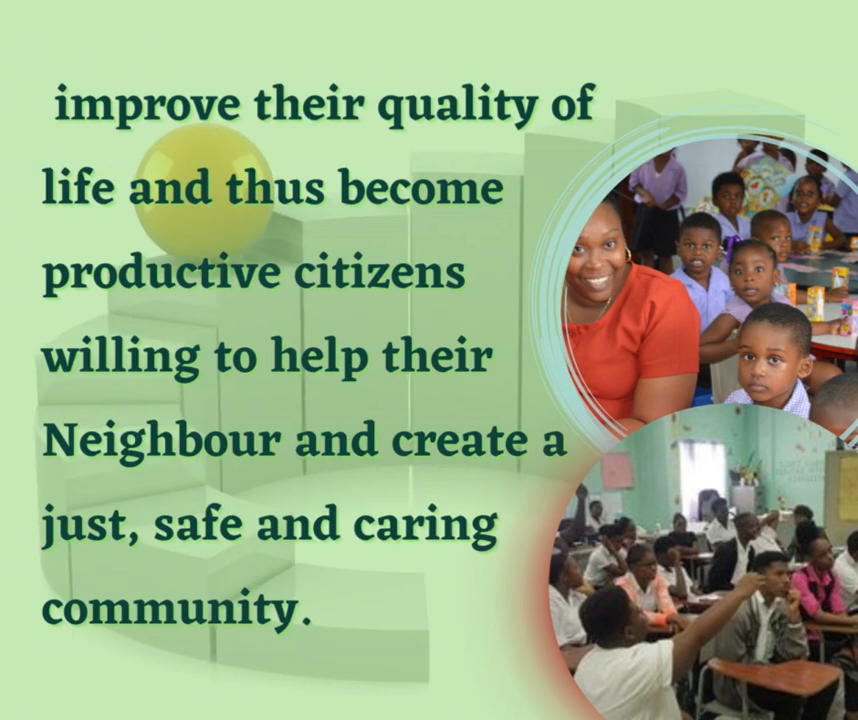 improve their quality of
life and thus become
productive citizens
willing to help their
Neighbour and create a
just, safe and caring
community.